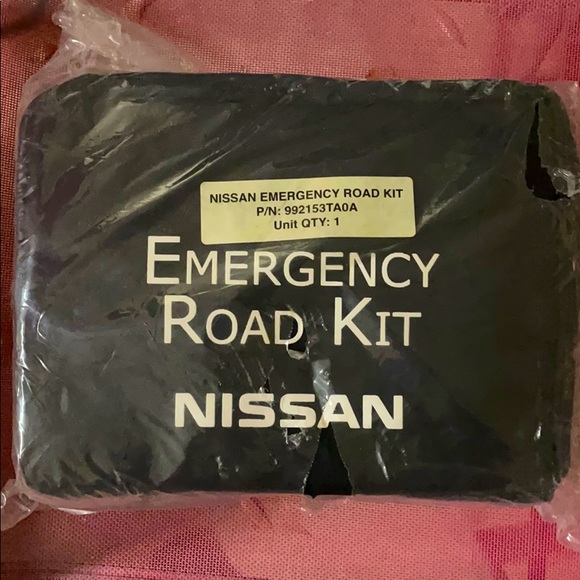 NISSAN EMERGENCY ROAD KIT
P/N: 992153TA0A
Unit QTY: 1
EMERGENCY
ROAD KIT
NISSAN